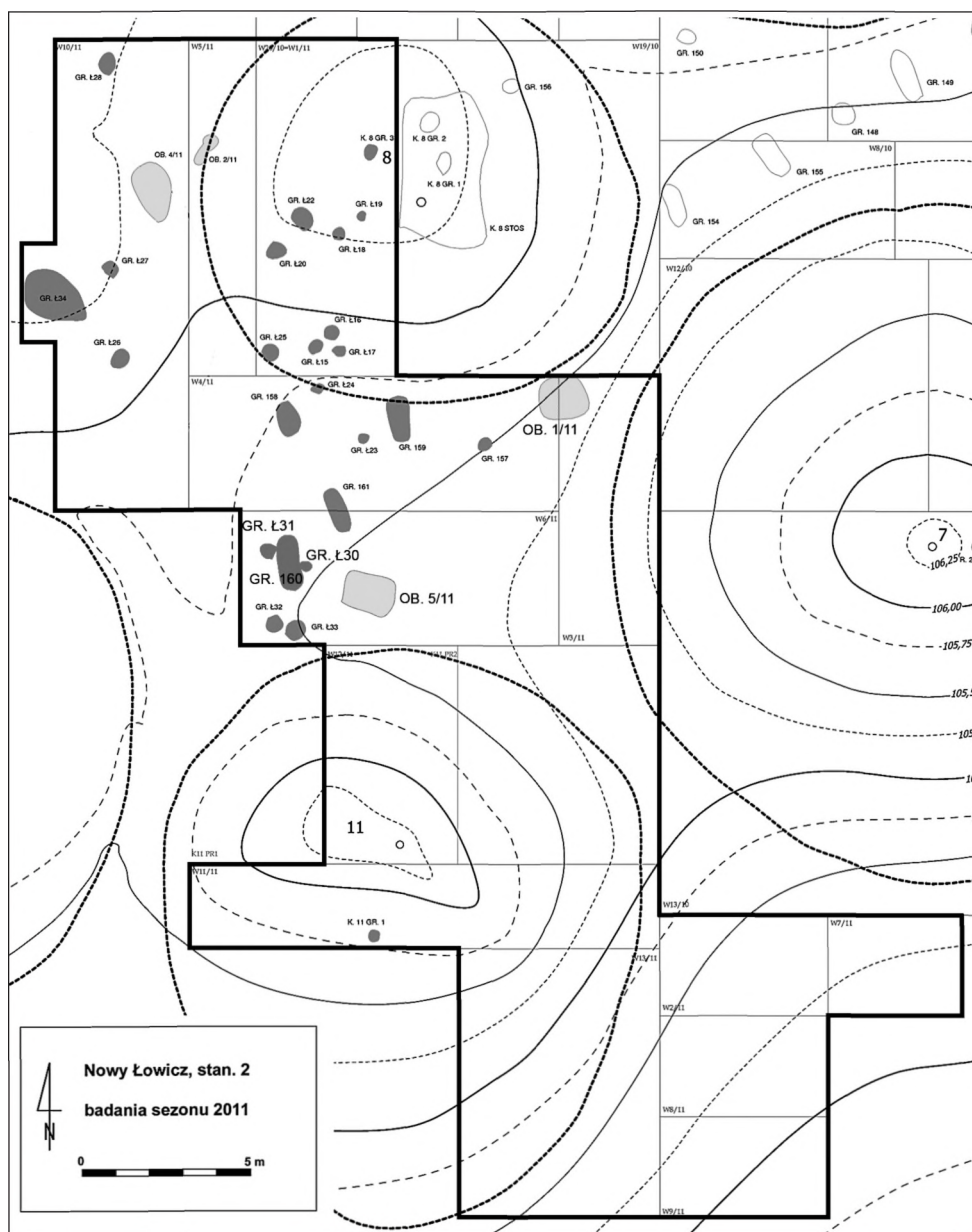 W10/11
W5/11
W19/10
GR. 150
GR. 149
GR. Ł28
GR. 156
GR. 148
K. 8 GR. 3
K. 8 GR. 2
8
OB. 4/11
OB. 2/11
K. 8 GR. 1
GR. 155
W8/10
GR. Ł22
GR. Ł19
GR. 154
K. 8 STOS
GR. Ł18
GR. Ł20
W12/10
GR. Ł27
GR. Ł34
GR. Ł16
GR. Ł25
GR. Ł15
GR. Ł17
GR. Ł26
W4/11
GR. Ł24
GR. 158
OB. 1/11
GR. Ł23
GR. 159
GR. 157
GR. 161
W6/11
GR. Ł31
GR. Ł30
7
106,25
GR. 160
OB. 5/11
106,00
GR. Ł32
GR. Ł33
W3/11
105,75
11
K11 PR1
W11/11
W13/10
K. 11 GR. 1
W7/11
W2/11
Nowy Łowicz, stan. 2
badania sezonu 2011
N
0
5 m
W8/11
W9/11